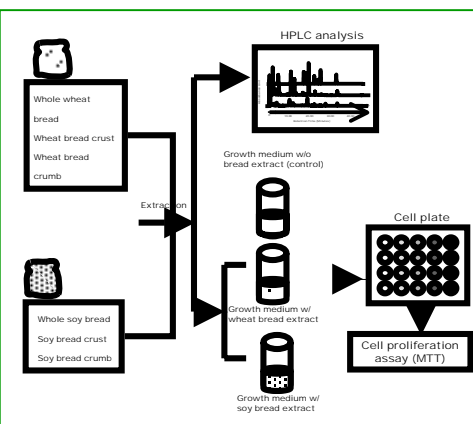 HPLC analysis
Whole wheat
bread
Wheat bread crust
Wheat bread
crumb
Growth medium w/o
bread extract (control)
Extraction
Cell plate
Whole soy bread
Soy bread crust
Soy bread crumb
Growth medium w/
wheat bread extract
Cell proliferation
assay (MTT)
Growth medium w/
soy bread extract